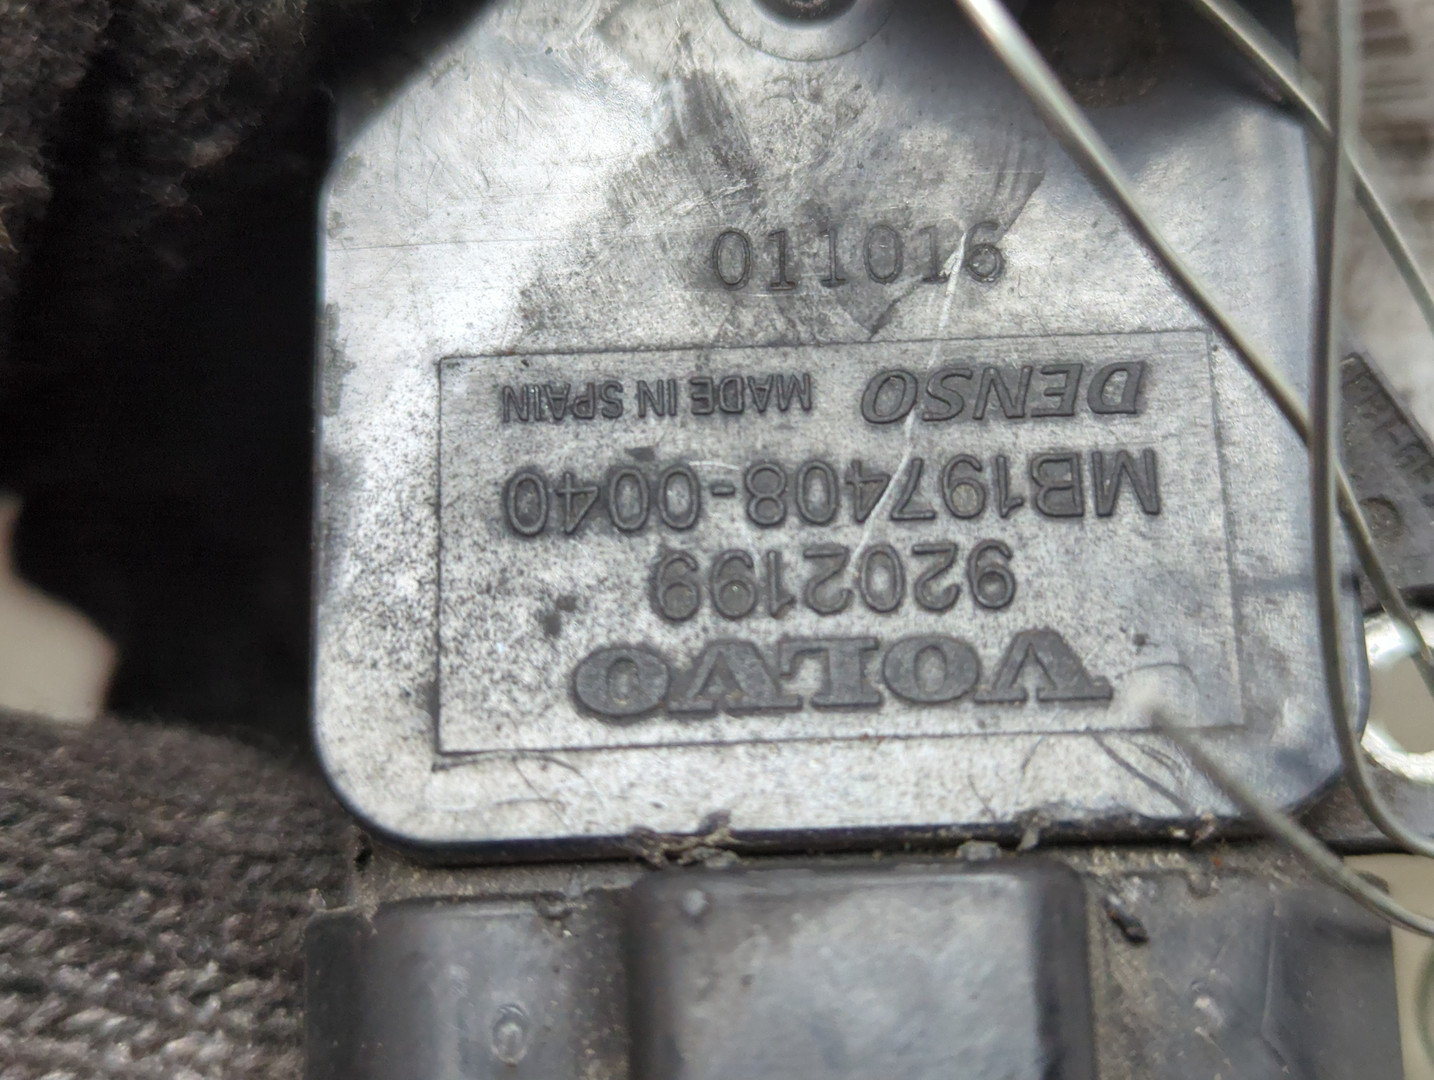 VOLVO
9202199
MB197408-0040
DENSO MADE IN SPAIN
011016